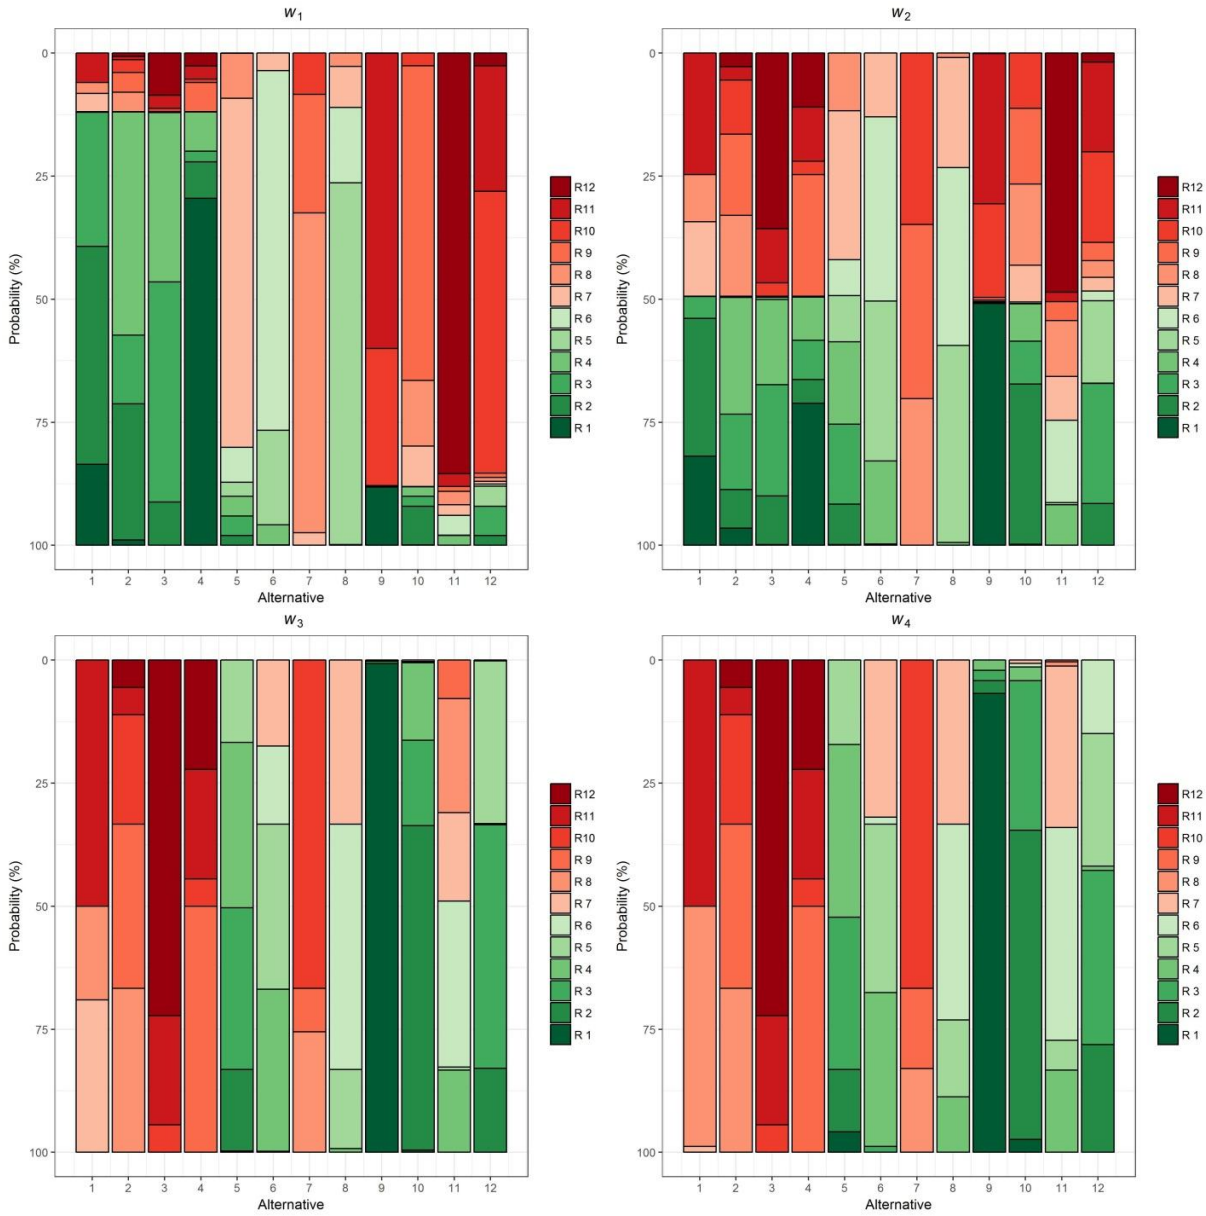 w1
0
25
50
75
100
Probability (%)
1 2 3 4 5 6 7 8 9 10 11 12
Alternative
R12
R11
R10
R 9
R 8
R 7
R 6
R 5
R 4
R 3
R 2
R 1
w2
0
25
50
75
100
Probability (%)
1 2 3 4 5 6 7 8 9 10 11 12
Alternative
R12
R11
R10
R 9
R 8
R 7
R 6
R 5
R 4
R 3
R 2
R 1
w3
0
25
50
75
100
Probability (%)
1 2 3 4 5 6 7 8 9 10 11 12
Alternative
R12
R11
R10
R 9
R 8
R 7
R 6
R 5
R 4
R 3
R 2
R 1
w4
0
25
50
75
100
Probability (%)
1 2 3 4 5 6 7 8 9 10 11 12
Alternative
R12
R11
R10
R 9
R 8
R 7
R 6
R 5
R 4
R 3
R 2
R 1